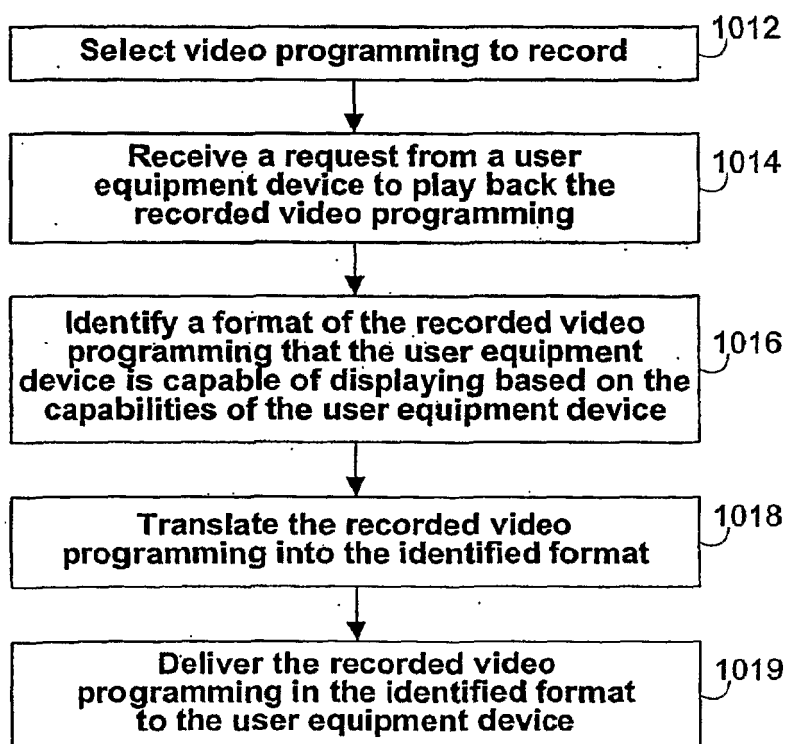 1012
Select video programming to record
1014
Receive a request from a user
equipment device to play back the
recorded video programming
1016
Identify a format of the recorded video
programming that the user equipment
device is capable of displaying based on the
capabilities of the user equipment device
1018
Translate the recorded video
programming into the identified format
1019
Deliver the recorded video
programming in the identified format
to the user equipment device